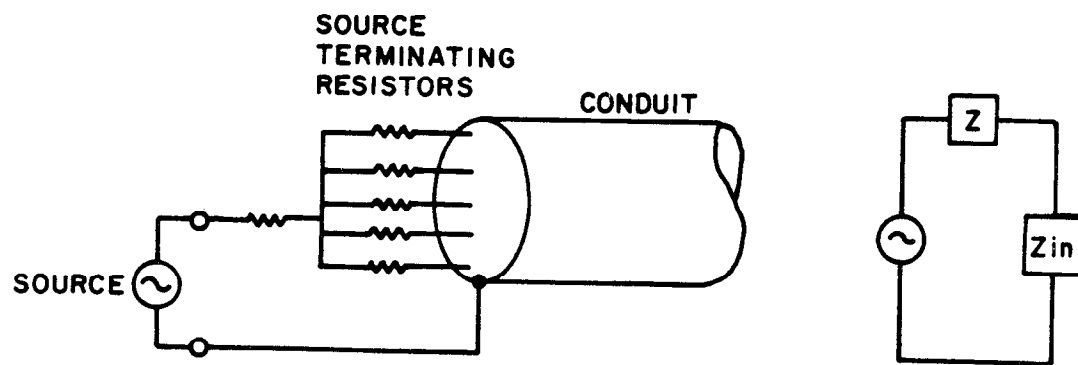 SOURCE
TERMINATING
RESISTORS
CONDUIT
SOURCE
Z
Zin